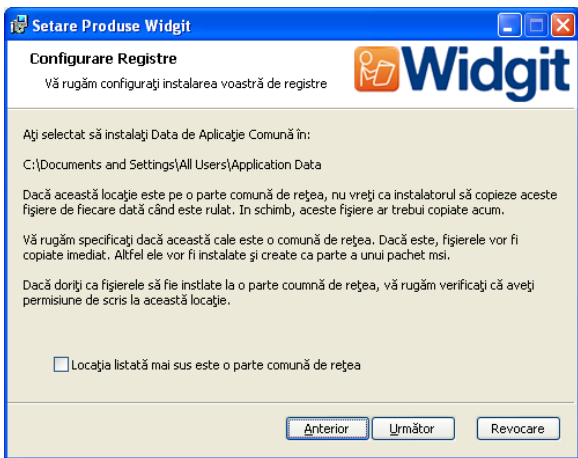 Setare Produse Widgit
Configurare Registre
Vă rugăm configuraţi instalarea voastră de registre
Widgit
Aţi selectat să instalaţi Data de Aplicaţie Comună în:
C:\Documents and Settings\All Users\Application Data
Dacă această locaţie este pe o parte comună de reţea, nu vreţi ca instalatorul să copieze aceste
fişiere de fiecare dată când este rulat. In schimb, aceste fişiere ar trebui copiate acum.
Vă rugăm specificaţi dacă această cale este o comună de reţea. Dacă este, fişierele vor fi
copiate imediat. Altfel ele vor fi instalate şi create ca parte a unui pachet msi.
Dacă doriţi ca fişierele să fie instlate la o parte coumnă de reţea, vă rugăm verificaţi că aveţi
permisiune de scris la această locaţie.
Locaţia listată mai sus este o parte comună de reţea
Anterior
Următor
Revocare